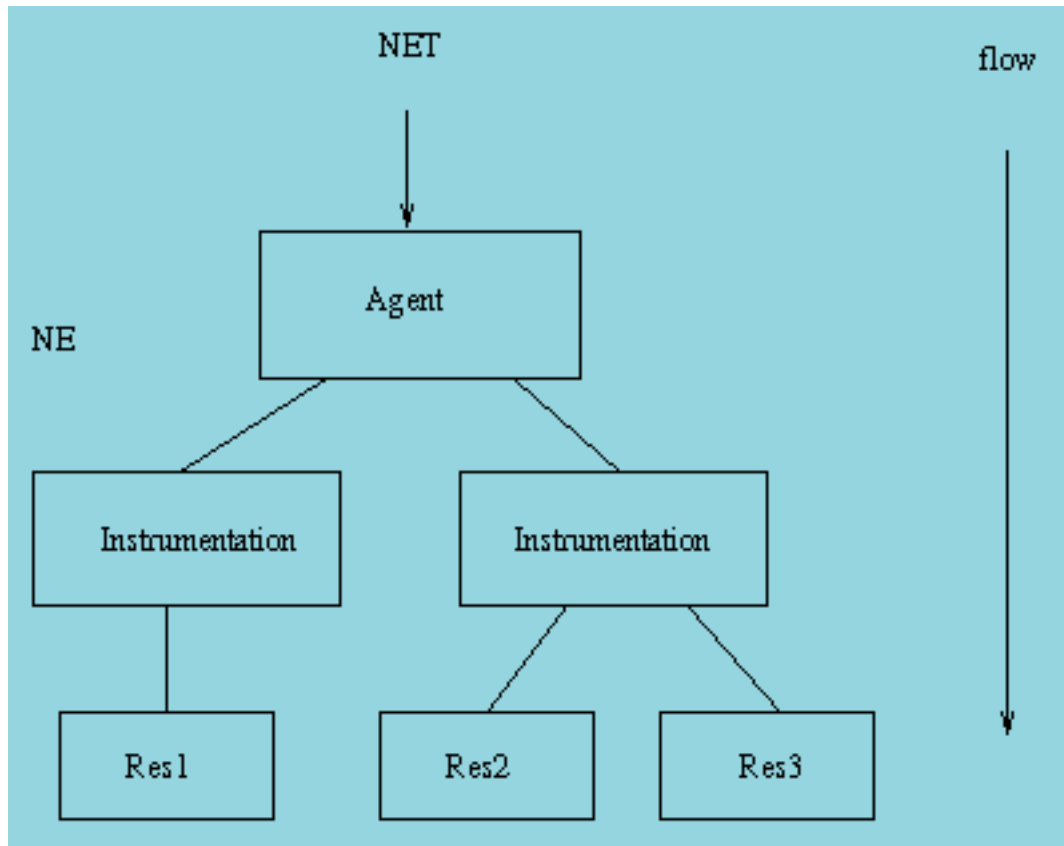 NET
flow
Agent
NE
Instrumentation
Instrumentation
Res1
Res2
Res3